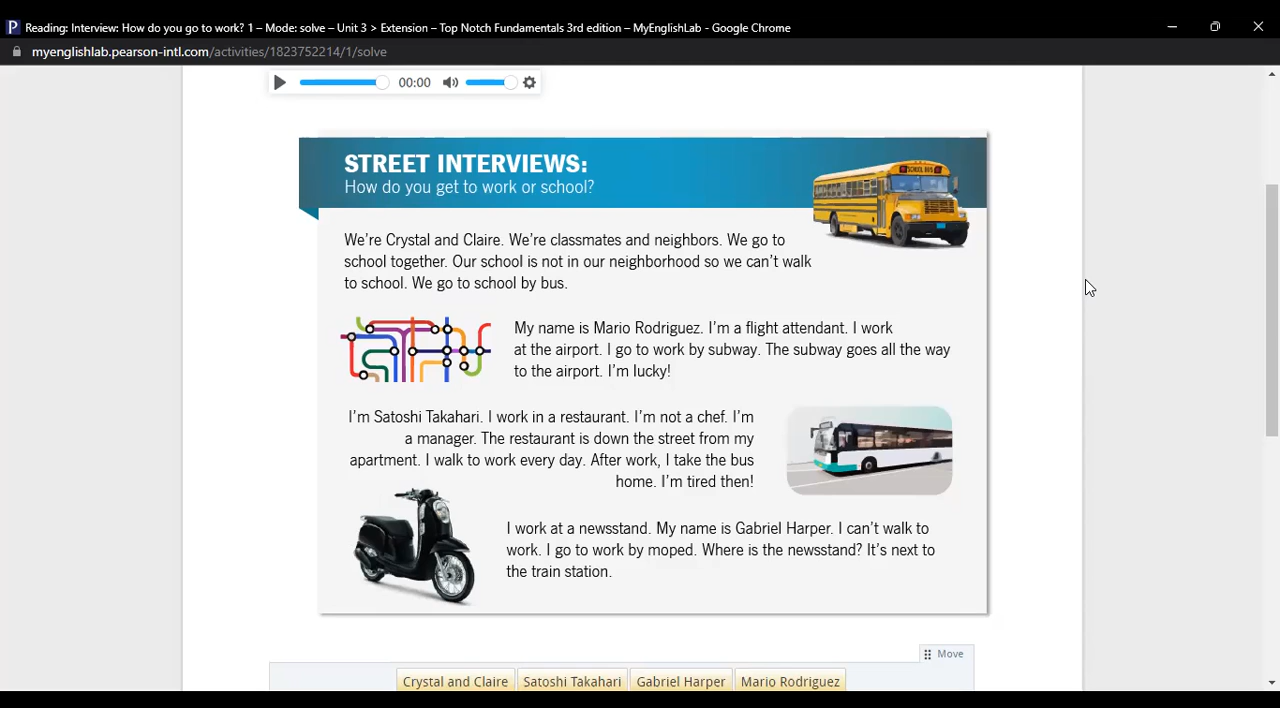 Reading: Interview: How do you go to work? 1 – Mode: solve – Unit 3 > Extension – Top Notch Fundamentals 3rd edition – MyEnglishLab - Google Chrome
myenglishlab.pearson-intl.com/activities/1823752214/1/solve
00:00
STREET INTERVIEWS:
How do you get to work or school?
SCHOOL BUS
We're Crystal and Claire. We're classmates and neighbors. We go to
school together. Our school is not in our neighborhood so we can't walk
to school. We go to school by bus.
My name is Mario Rodriguez. I'm a flight attendant. I work
at the airport. I go to work by subway. The subway goes all the way
to the airport. I'm lucky!
I'm Satoshi Takahari. I work in a restaurant. I'm not a chef. I'm
a manager. The restaurant is down the street from my
apartment. I walk to work every day. After work, I take the bus
home. I'm tired then!
I work at a newsstand. My name is Gabriel Harper. I can't walk to
work. I go to work by moped. Where is the newsstand? It's next to
the train station.
Move
Crystal and Claire Satoshi Takahari Gabriel Harper Mario Rodriguez